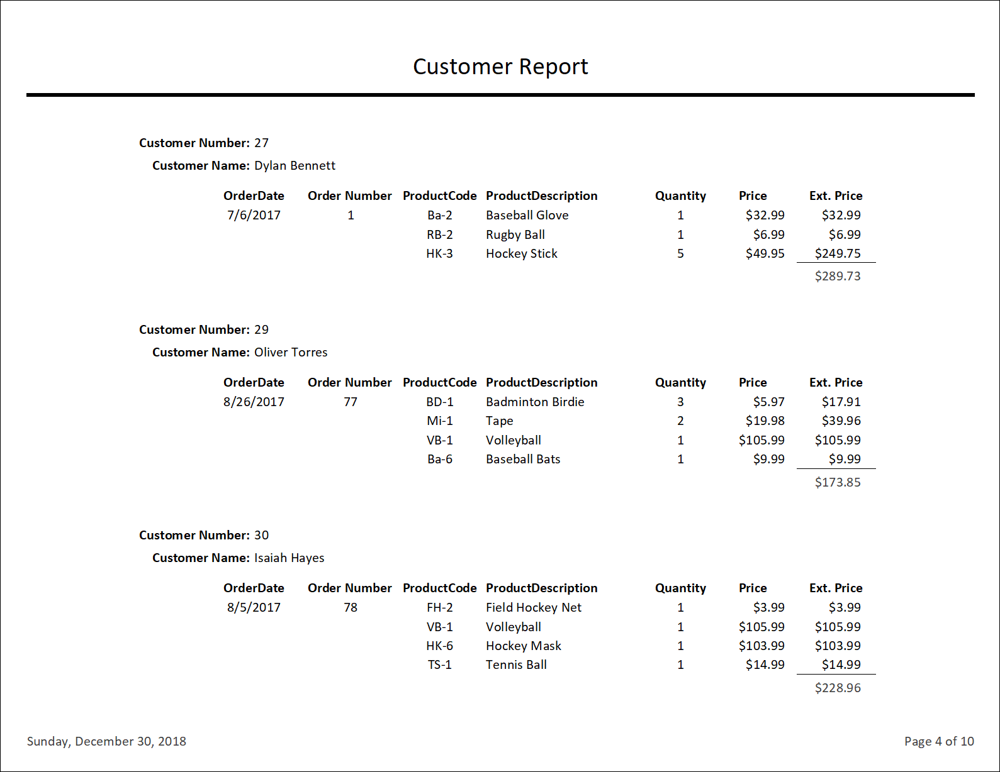 Customer Report
Customer Number: 27
Customer Name: Dylan Bennett
OrderDate Order Number ProductCode ProductDescription Quantity Price Ext. Price
7/6/2017 1 Ba-2 Baseball Glove 1 $32.99 $32.99
RB-2 Rugby Ball 1 $6.99 $6.99
HK-3 Hockey Stick 5 $49.95 $249.75
$289.73
Customer Number: 29
Customer Name: Oliver Torres
OrderDate Order Number ProductCode ProductDescription Quantity Price Ext. Price
8/26/2017 77 BD-1 Badminton Birdie 3 $5.97 $17.91
Mi-1 Tape 2 $19.98 $39.96
VB-1 Volleyball 1 $105.99 $105.99
Ba-6 Baseball Bats 1 $9.99 $9.99
$173.85
Customer Number: 30
Customer Name: Isaiah Hayes
OrderDate Order Number ProductCode ProductDescription Quantity Price Ext. Price
8/5/2017 78 FH-2 Field Hockey Net 1 $3.99 $3.99
VB-1 Volleyball 1 $105.99 $105.99
HK-6 Hockey Mask 1 $103.99 $103.99
TS-1 Tennis Ball 1 $14.99 $14.99
$228.96
Sunday, December 30, 2018 Page 4 of 10